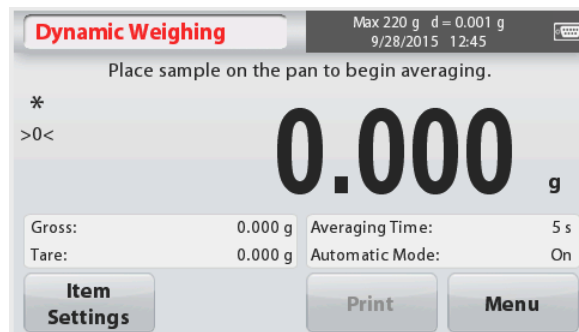 Dynamic Weighing
Max 220 g d = 0.001 g
9/28/2015 12:45
Place sample on the pan to begin averaging.
*
>0<
0.000 g
Gross: 0.000 g
Tare: 0.000 g
Averaging Time: 5 s
Automatic Mode: On
Item
Settings
Print
Menu